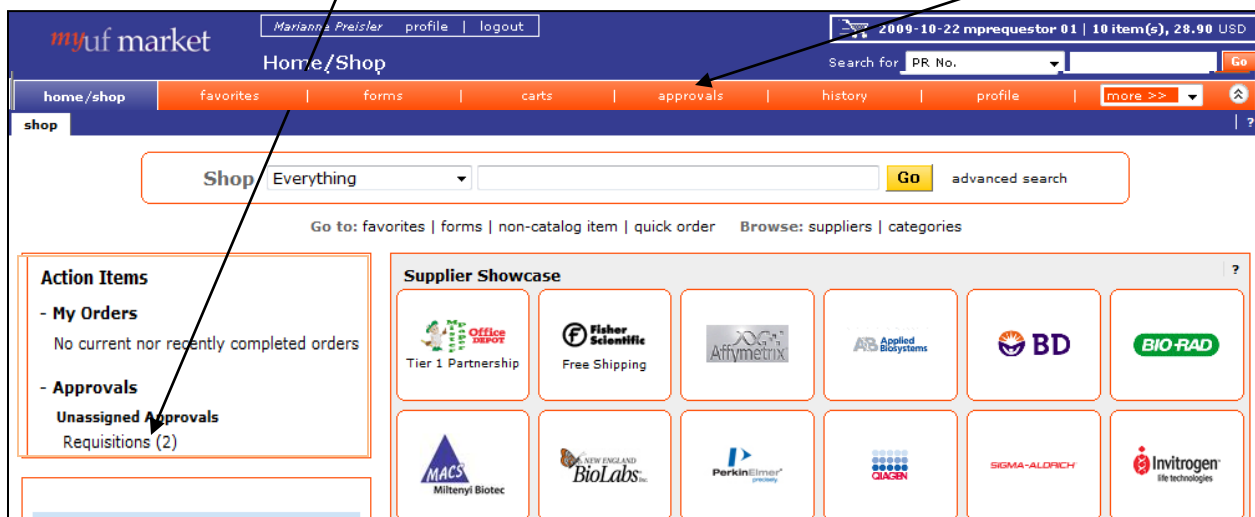 myuf market
Marianne Preisler profile | logout
2009-10-22 mprequestor 01 | 10 item(s), 28.90 USD
Home/Shop
Search for PR No. Go
home/shop favorites | forms | carts | approvals | history | profile | more >>
shop | ?
Shop Everything Go advanced search
Go to: favorites | forms | non-catalog item | quick order Browse: suppliers | categories
Action Items
- My Orders
No current nor recently completed orders
- Approvals
Unassigned Approvals
Requisitions (2)
Supplier Showcase ?
Office DEPOT
Tier 1 Partnership
Fisher Scientific
Free Shipping
Affymetrix
AB Applied Biosystems
BD
BIO-RAD
MACS
Miltenyi Biotec
NEW ENGLAND BioLabs Inc.
PerkinElmer
precisely
QIAGEN
SIGMA-ALDRICH
Invitrogen
life technologies